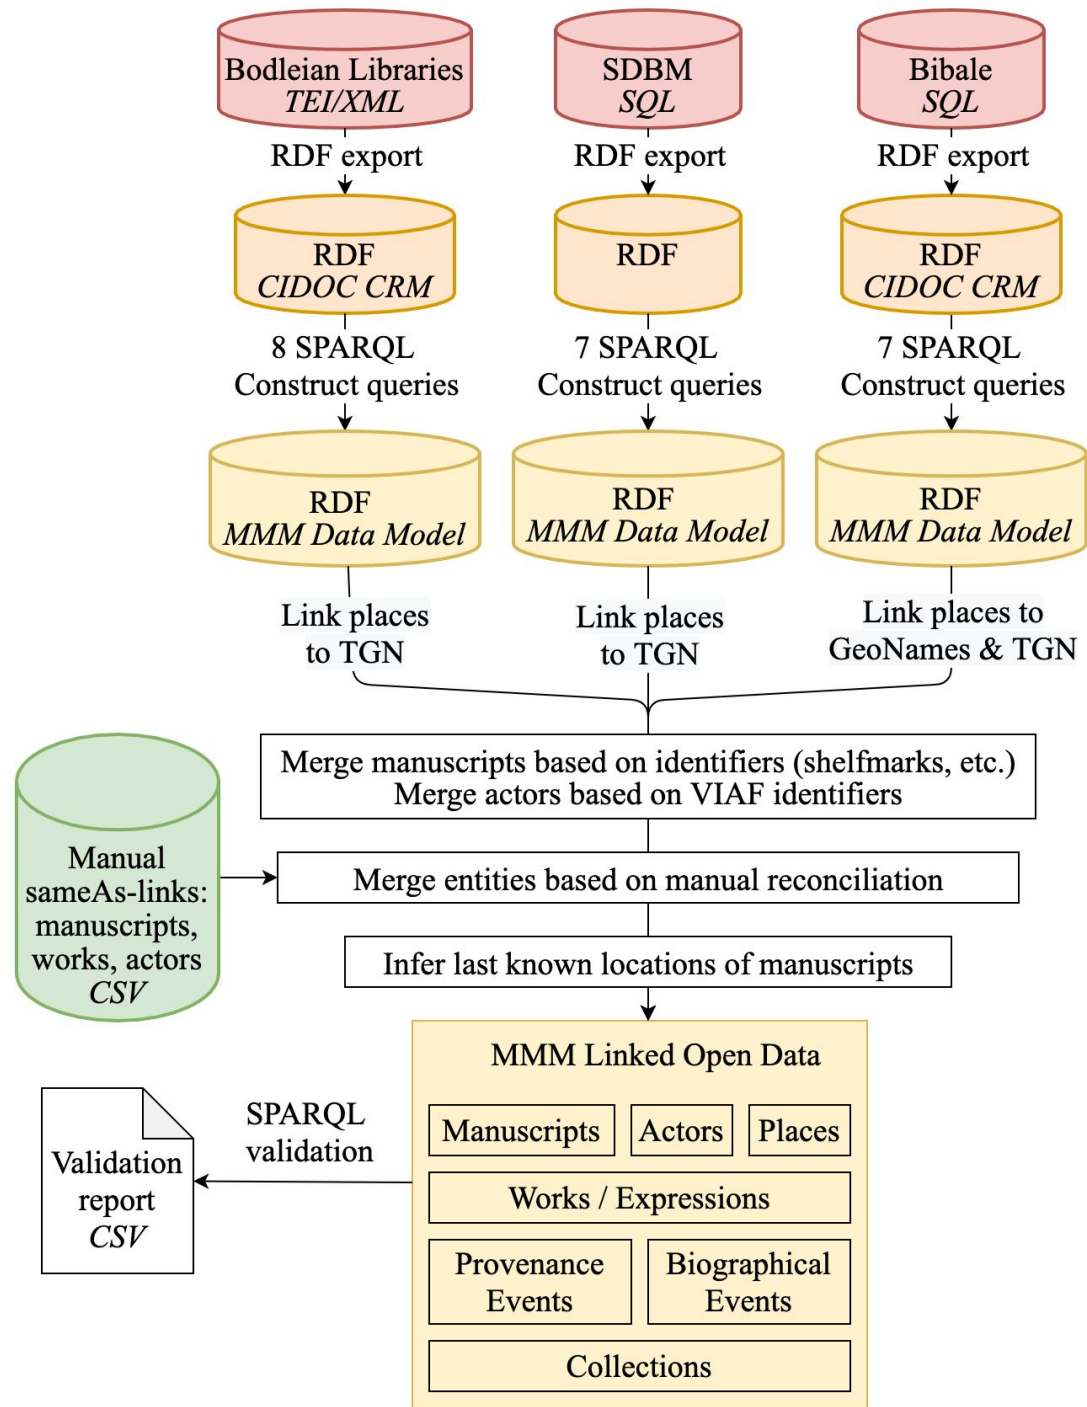 Bodleian Libraries
TEI/XML
SDBM
SQL
Bibale
SQL
RDF export
RDF export
RDF export
RDF
CIDOC CRM
RDF
RDF
CIDOC CRM
8 SPARQL
Construct queries
7 SPARQL
Construct queries
7 SPARQL
Construct queries
RDF
MMM Data Model
RDF
MMM Data Model
RDF
MMM Data Model
Link places
to TGN
Link places
to TGN
Link places to
GeoNames & TGN
Merge manuscripts based on identifiers (shelfmarks, etc.)
Merge actors based on VIAF identifiers
Manual
sameAs-links:
manuscripts,
works, actors
CSV
Merge entities based on manual reconciliation
Infer last known locations of manuscripts
MMM Linked Open Data
Manuscripts
Actors
Places
Works / Expressions
Provenance
Events
Biographical
Events
Collections
SPARQL
validation
Validation
report
CSV